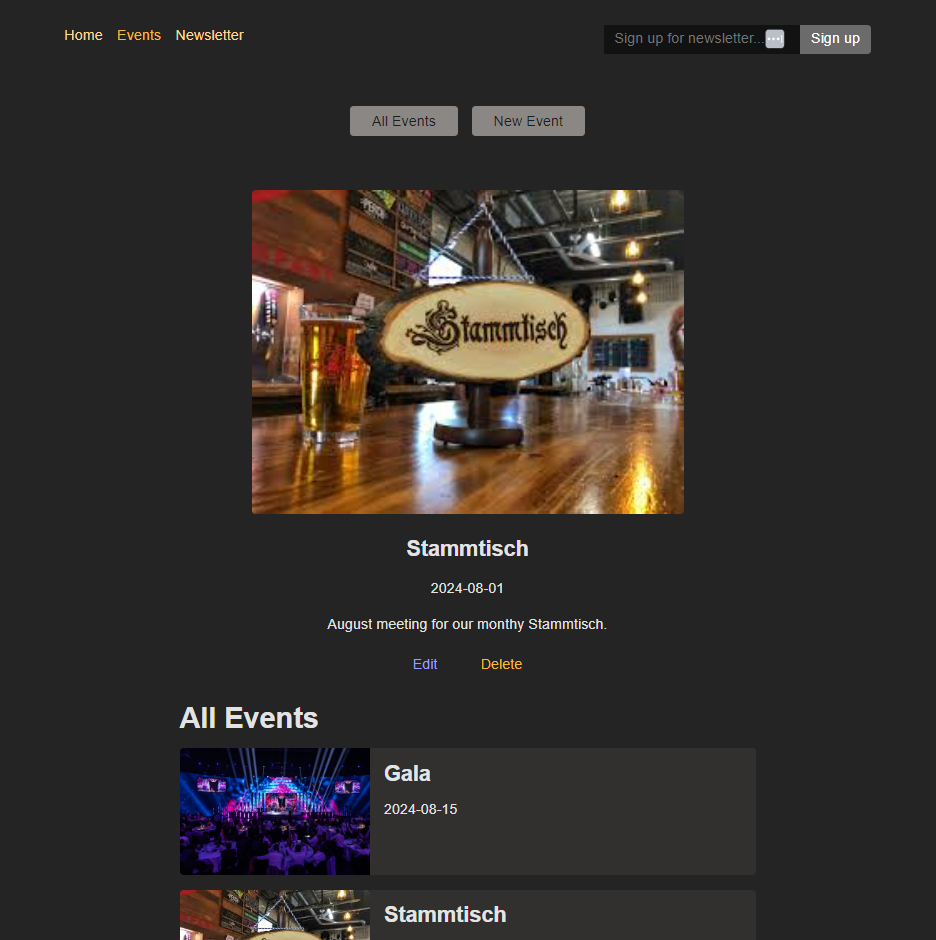 Home Events Newsletter
Sign up for newsletter... Sign up
All Events New Event
Stammtisch
Stammtisch
2024-08-01
August meeting for our monthy Stammtisch.
Edit Delete
All Events
Gala
2024-08-15
Stammtisch